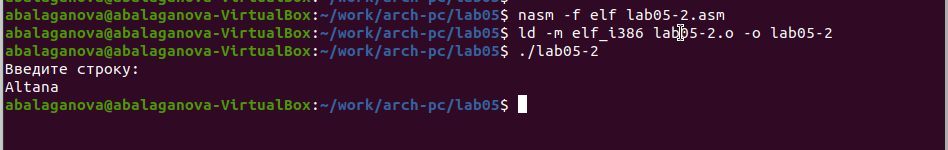 abalaganova@abalaganova-VirtualBox:~/work/arch-pc/lab05$ nasm -f elf lab05-2.asm
abalaganova@abalaganova-VirtualBox:~/work/arch-pc/lab05$ ld -m elf_i386 lab05-2.o -o lab05-2
abalaganova@abalaganova-VirtualBox:~/work/arch-pc/lab05$ ./lab05-2
Введите строку:
Altana
abalaganova@abalaganova-VirtualBox:~/work/arch-pc/lab05$